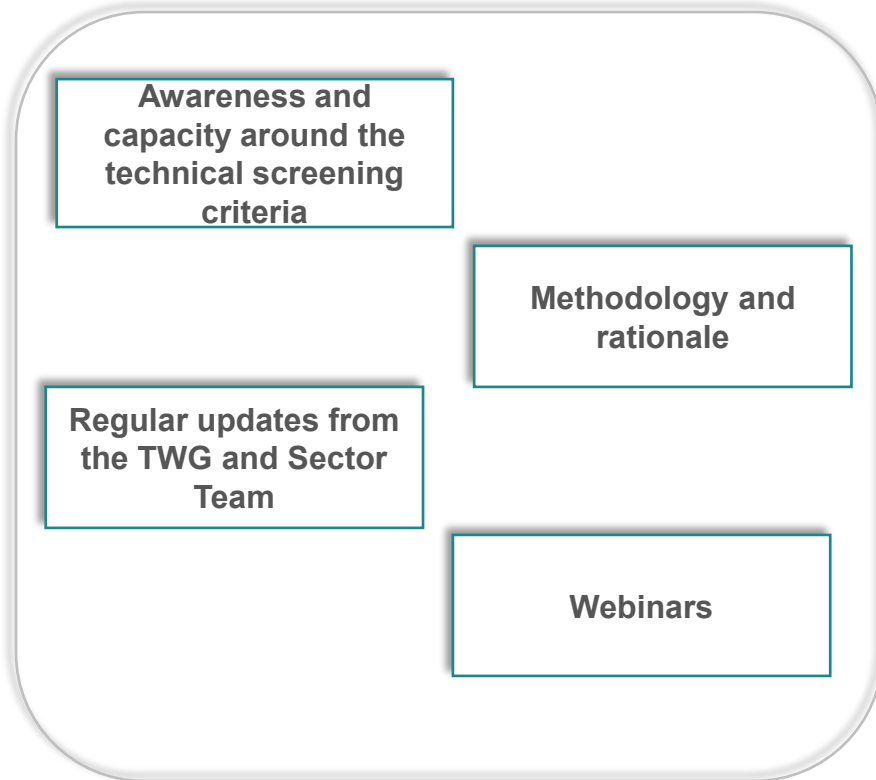 Awareness and
capacity around the
technical screening
criteria
Methodology and
rationale
Regular updates from
the TWG and Sector
Team
Webinars